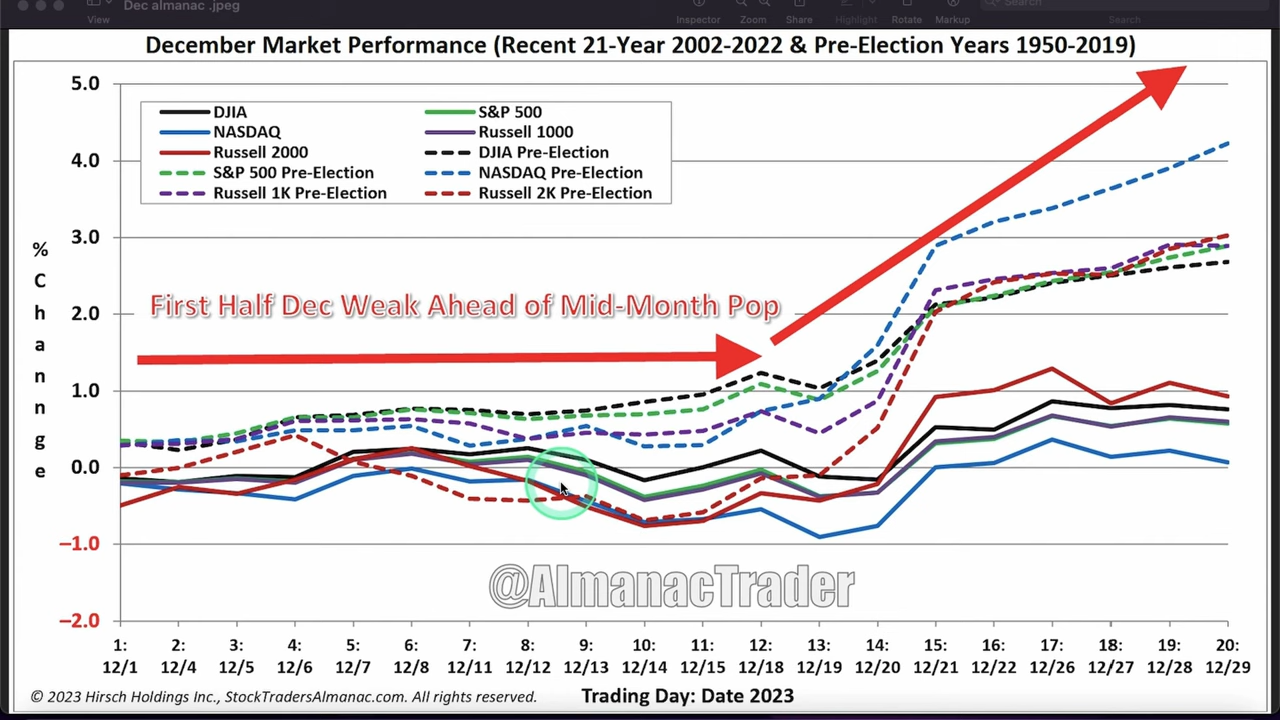 Dec almanac .jpeg
View
Inspector
Zoom
Share
Highlight
Rotate
Markup
Search
Search
December Market Performance (Recent 21-Year 2002-2022 & Pre-Election Years 1950-2019)
5.0
4.0
3.0
2.0
1.0
0.0
−1.0
−2.0
% Change
DJIA
S&P 500
NASDAQ
Russell 1000
Russell 2000
DJIA Pre-Election
S&P 500 Pre-Election
NASDAQ Pre-Election
Russell 1K Pre-Election
Russell 2K Pre-Election
First Half Dec Weak Ahead of Mid-Month Pop
@AlmanacTrader
1: 2: 3: 4: 5: 6: 7: 8: 9: 10: 11: 12: 13: 14: 15: 16: 17: 18: 19: 20:
12/1 12/4 12/5 12/6 12/7 12/8 12/11 12/12 12/13 12/14 12/15 12/18 12/19 12/20 12/21 12/22 12/26 12/27 12/28 12/29
© 2023 Hirsch Holdings Inc., StockTradersAlmanac.com. All rights reserved.
Trading Day: Date 2023